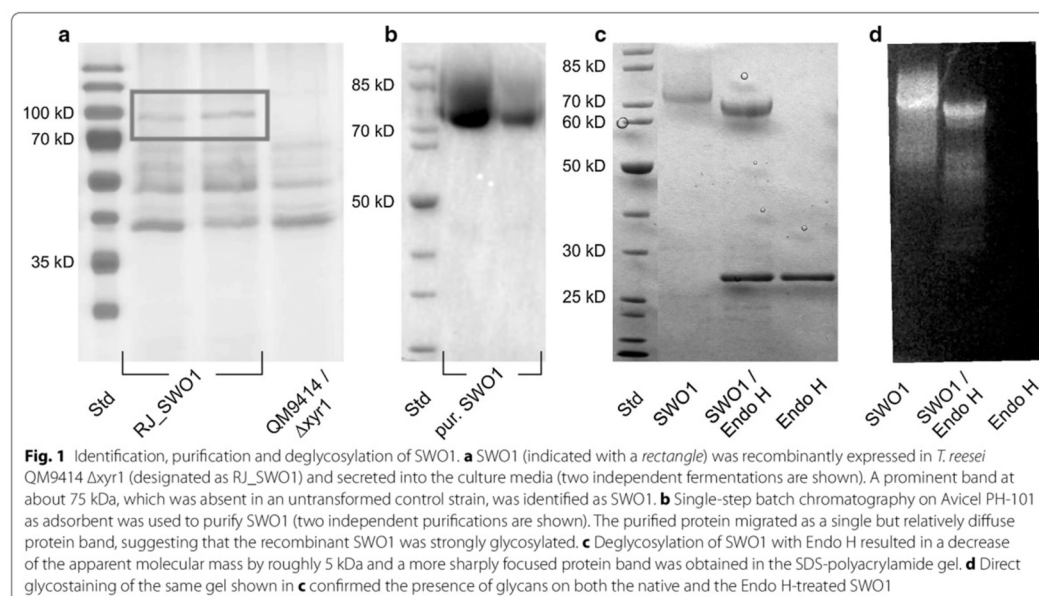 a
b
c
d
100 kD
70 kD
35 kD
85 kD
70 kD
50 kD
85 kD
70 kD
60 kD
50 kD
30 kD
25 kD
Std
RJ_SWO1
QM9414 /
Δxyr1
Std
pur. SWO1
Std
SWO1
SWO1 /
Endo H
Endo H
SWO1
SWO1 /
Endo H
Endo H
Fig. 1 Identification, purification and deglycosylation of SWO1. a SWO1 (indicated with a rectangle) was recombinantly expressed in T. reesei
QM9414 Δxyr1 (designated as RJ_SWO1) and secreted into the culture media (two independent fermentations are shown). A prominent band at
about 75 kDa, which was absent in an untransformed control strain, was identified as SWO1. b Single-step batch chromatography on Avicel PH-101
as adsorbent was used to purify SWO1 (two independent purifications are shown). The purified protein migrated as a single but relatively diffuse
protein band, suggesting that the recombinant SWO1 was strongly glycosylated. c Deglycosylation of SWO1 with Endo H resulted in a decrease
of the apparent molecular mass by roughly 5 kDa and a more sharply focused protein band was obtained in the SDS-polyacrylamide gel. d Direct
glycostaining of the same gel shown in c confirmed the presence of glycans on both the native and the Endo H-treated SWO1